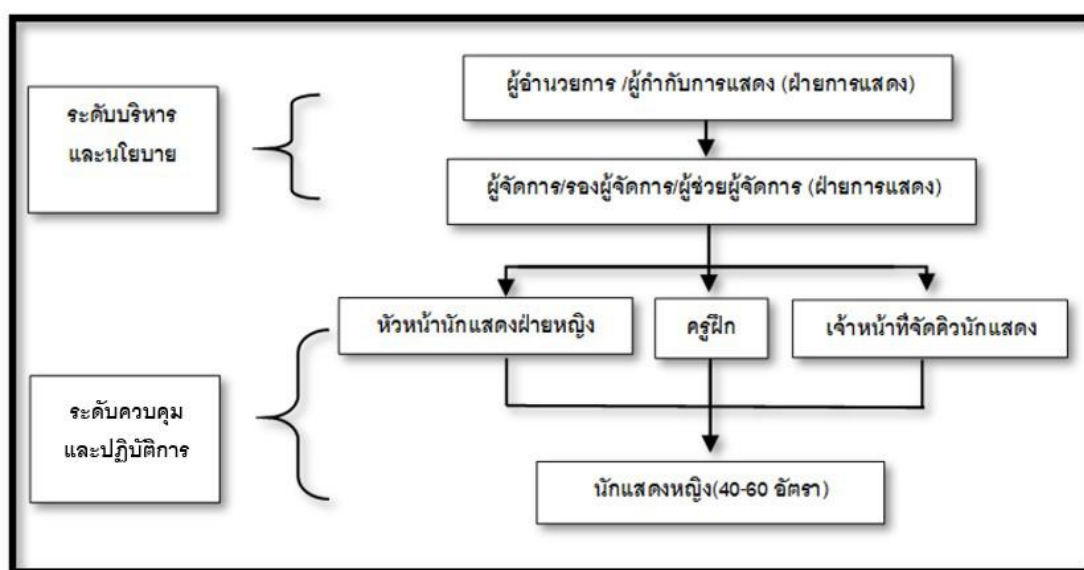 ผู้อำนวยการ /ผู้กำกับการแสดง (ฝ่ายการแสดง)
ระดับบริหาร
และนโยบาย
ผู้จัดการ/รองผู้จัดการ/ผู้ช่วยผู้จัดการ (ฝ่ายการแสดง)
หัวหน้านักแสดงฝ่ายหญิง
ครูฝึก
เจ้าหน้าที่จัดคิวนักแสดง
ระดับควบคุม
และปฏิบัติการ
นักแสดงหญิง(40-60 อัตรา)